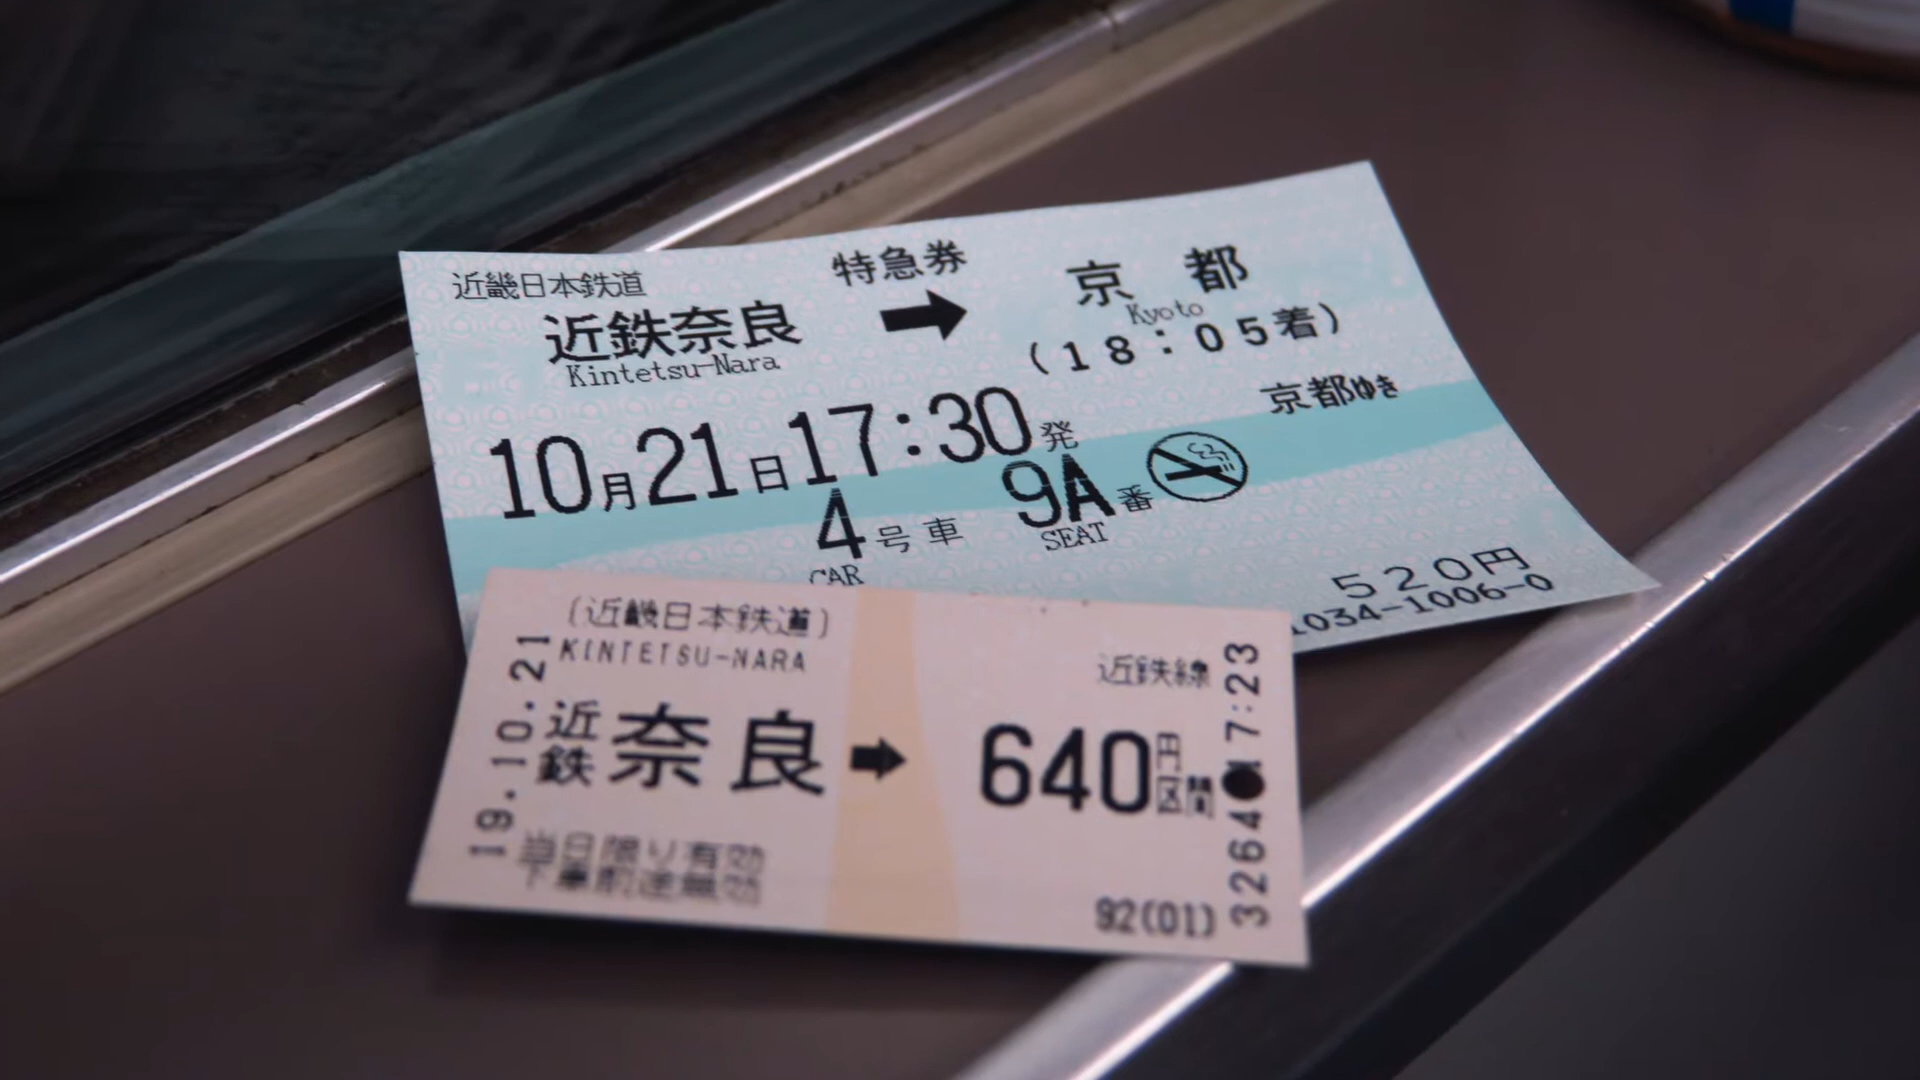 近畿日本鉄道
特急券
近鉄奈良 ➡ 京都
Kintetsu-Nara
Kyoto
(18:05着)
10月21日17:30発
京都ゆき
4号車 9A番
CAR
SEAT
520円
1034-1006-0
(近畿日本鉄道)
KINTETSU-NARA
近鉄線
近鉄奈良➡640円区間
当日限り有効
下車前途無効
92(01)
19.10.21
3264
7:23